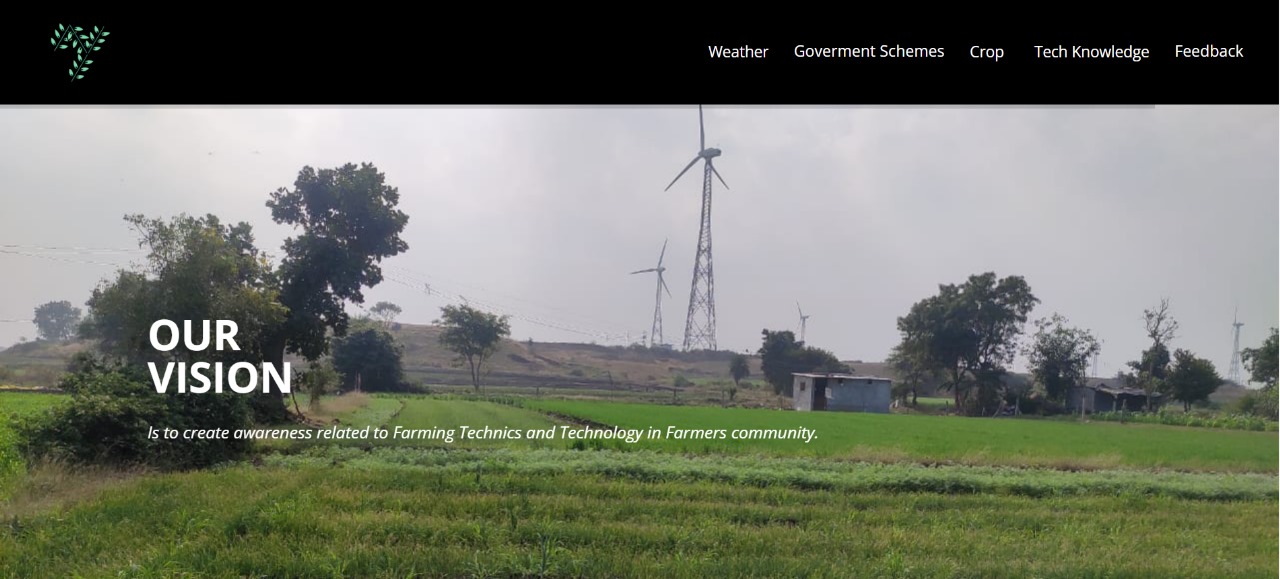 Weather Goverment Schemes Crop Tech Knowledge Feedback
OUR
VISION
Is to create awareness related to Farming Technics and Technology in Farmers community.